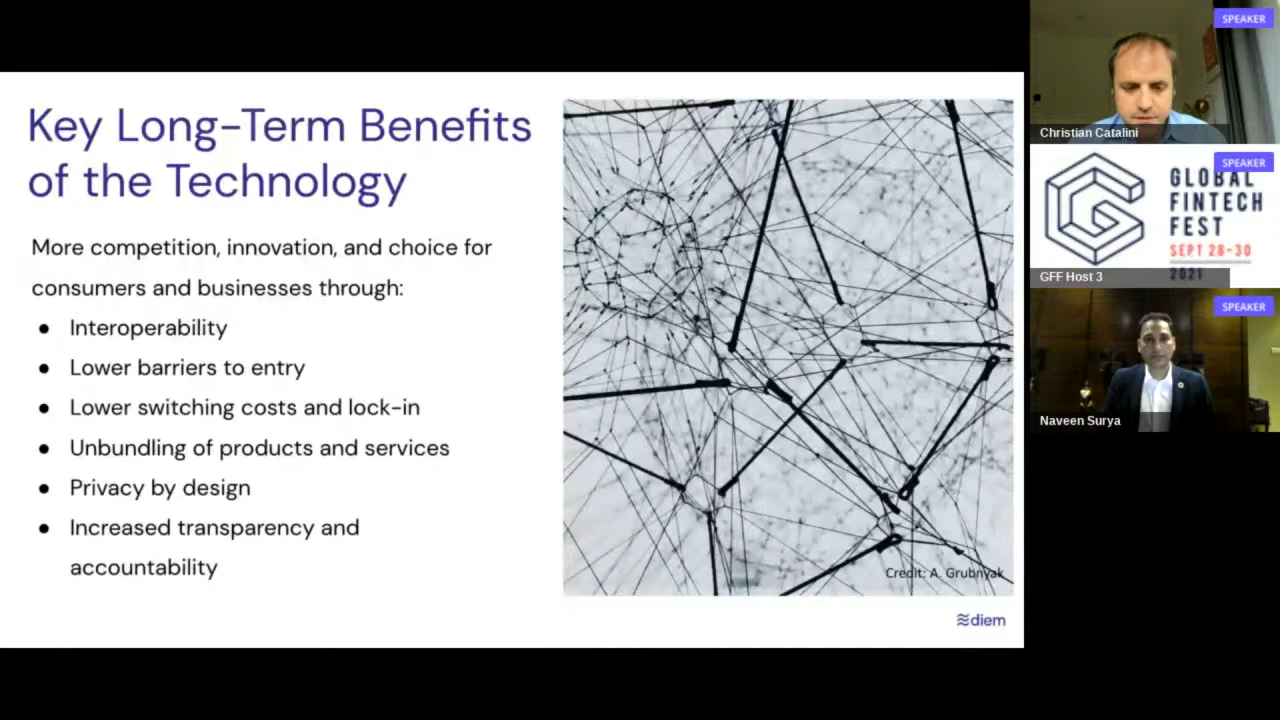 Key Long-Term Benefits
of the Technology
More competition, innovation, and choice for
consumers and businesses through:
● Interoperability
● Lower barriers to entry
● Lower switching costs and lock-in
● Unbundling of products and services
● Privacy by design
● Increased transparency and
accountability
Credit: A. Grubnyak
diem
SPEAKER
Christian Catalini
SPEAKER
GLOBAL
FINTECH
FEST
SEPT 28-30
2021
GFF Host 3
SPEAKER
Naveen Surya